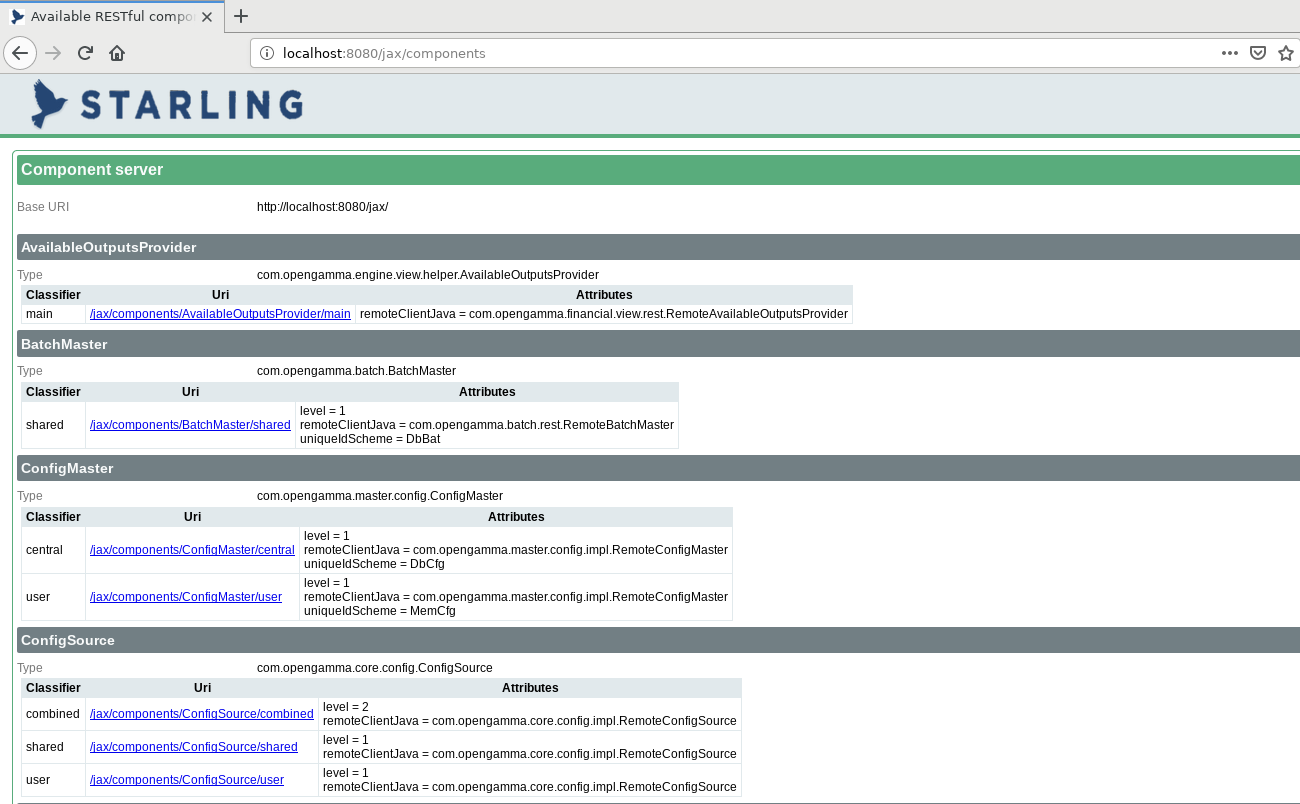 Available RESTful compo
localhost:8080/jax/components
STARLING
Component server
Base URI http://localhost:8080/jax/
AvailableOutputsProvider
Type com.opengamma.engine.view.helper.AvailableOutputsProvider
Classifier Uri Attributes
main /jax/components/AvailableOutputsProvider/main remoteClientJava = com.opengamma.financial.view.rest.RemoteAvailableOutputsProvider
BatchMaster
Type com.opengamma.batch.BatchMaster
Classifier Uri Attributes
level = 1
shared /jax/components/BatchMaster/shared remoteClientJava = com.opengamma.batch.rest.RemoteBatchMaster
uniqueIdScheme = DbBat
ConfigMaster
Type com.opengamma.master.config.ConfigMaster
Classifier Uri Attributes
level = 1
central /jax/components/ConfigMaster/central remoteClientJava = com.opengamma.master.config.impl.RemoteConfigMaster
uniqueIdScheme = DbCfg
level = 1
user /jax/components/ConfigMaster/user remoteClientJava = com.opengamma.master.config.impl.RemoteConfigMaster
uniqueIdScheme = MemCfg
ConfigSource
Type com.opengamma.core.config.ConfigSource
Classifier Uri Attributes
combined /jax/components/ConfigSource/combined level = 2
remoteClientJava = com.opengamma.core.config.impl.RemoteConfigSource
shared /jax/components/ConfigSource/shared level = 1
remoteClientJava = com.opengamma.core.config.impl.RemoteConfigSource
user /jax/components/ConfigSource/user level = 1
remoteClientJava = com.opengamma.core.config.impl.RemoteConfigSource